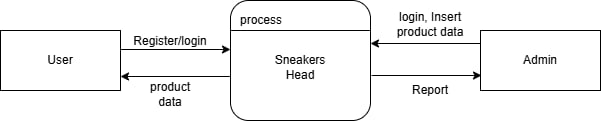 process
User
Register/login
product
data
Sneakers
Head
login, Insert
product data
Report
Admin